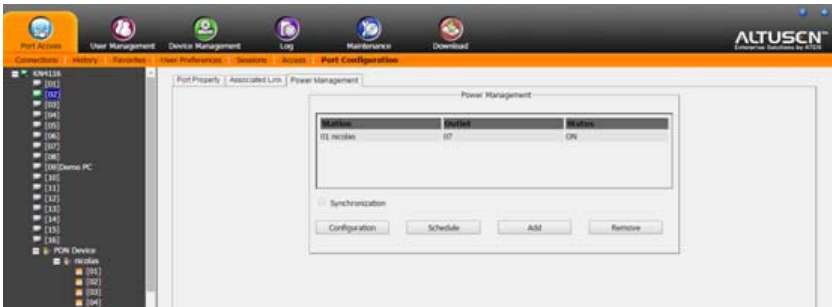 Port Access User Management Device Management Log Maintenance Download
ALTUSEN™
Enterprise Solutions by ATEN
Connections History Favorites User Preferences Sessions Access Port Configuration
KN4116
[01]
[02]
[03]
[04]
[05]
[06]
[07]
[08]
[09]Demo PC
[10]
[11]
[12]
[13]
[14]
[15]
[16]
PON Device
nicolas
[01]
[02]
[03]
[04]
Port Property Associated Link Power Management
Power Management
Station Outlet Status
01 nicolas 07 ON
Synchronization
Configuration Schedule Add Remove